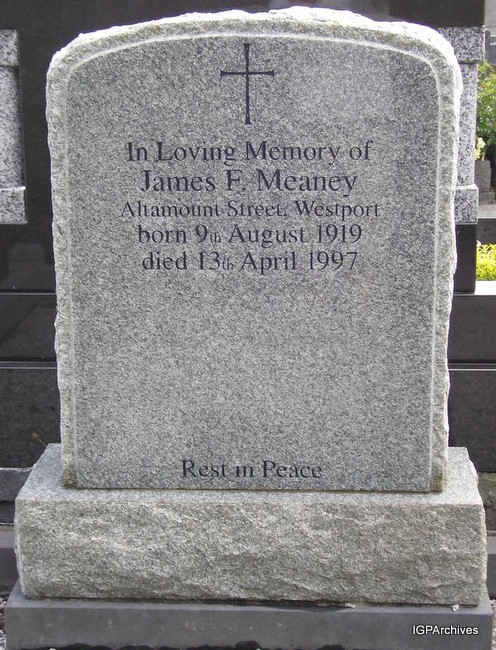 In Loving Memory of
James F. Meaney
Altamount Street, Westport
born 9th August 1919
died 13th April 1997
Rest in Peace
IGPArchives